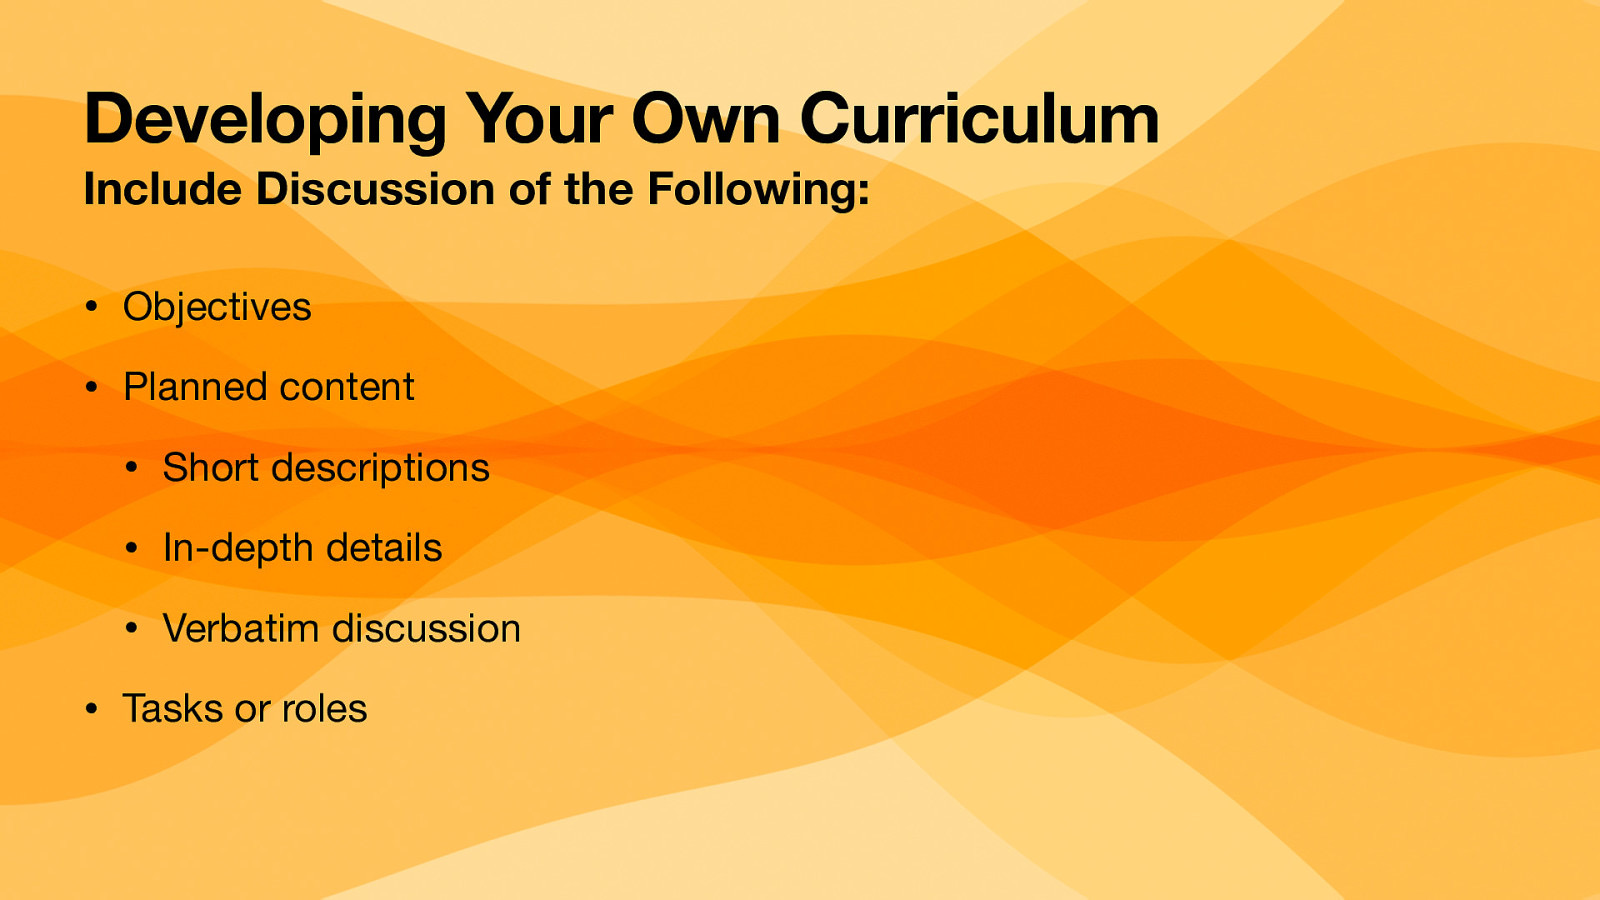 Developing Your Own Curriculum
Include Discussion of the Following:
• Objectives
• Planned content
• Short descriptions
• In-depth details
• Verbatim discussion
• Tasks or roles